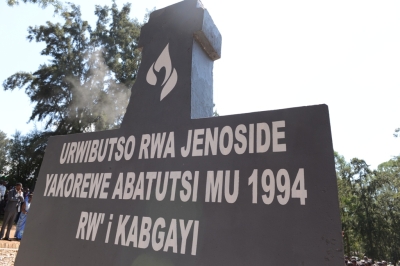 URWIBUTSO RWA JENOSIDE
YAKOREWE ABATUTSI MU 1994
RW' i KABGAYI